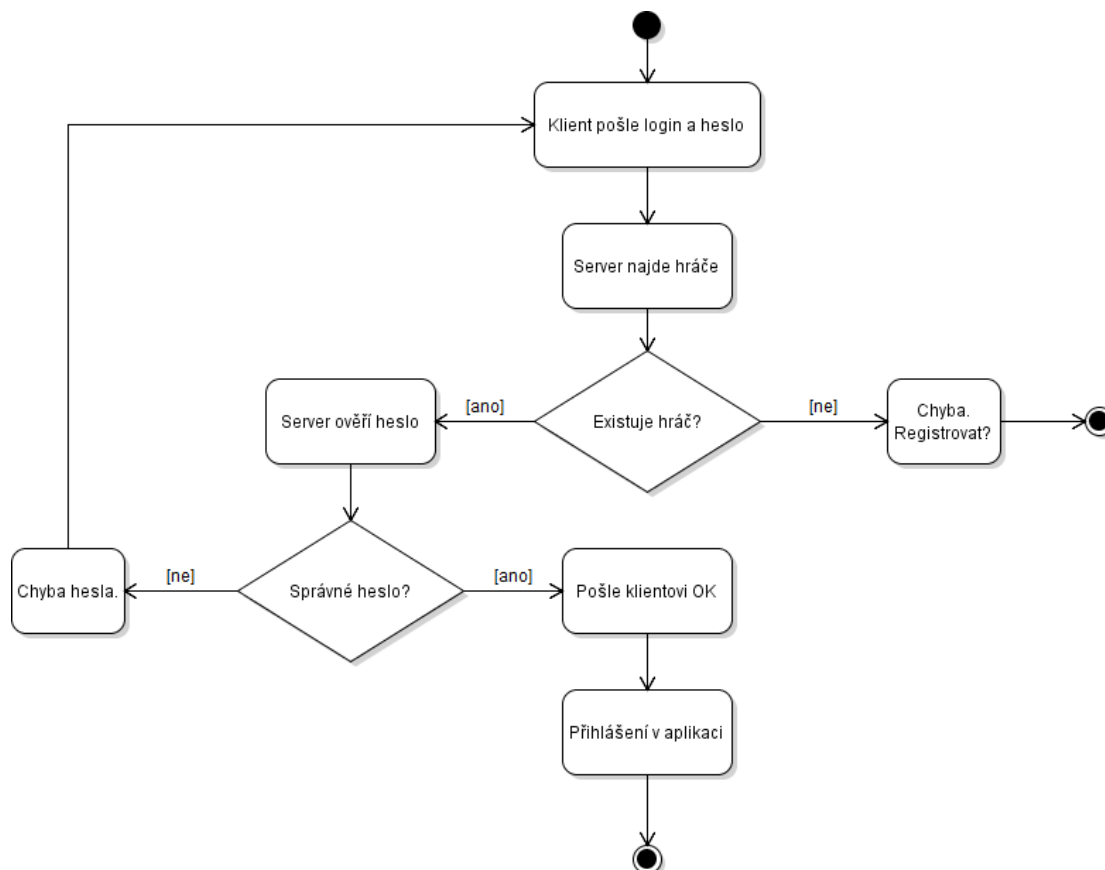 Klient pošle login a heslo
Server najde hráče
Server ověří heslo
[ano]
Existuje hráč?
[ne]
Chyba.
Registrovat?
Chyba hesla.
[ne]
Správné heslo?
[ano]
Pošle klientovi OK
Přihlášení v aplikaci